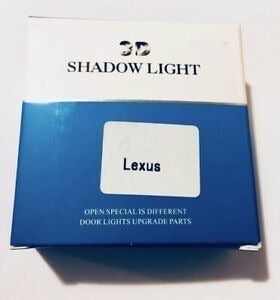 3D
SHADOW LIGHT
Lexus
OPEN SPECIAL IS DIFFERENT
DOOR LIGHTS UPGRADE PARTS